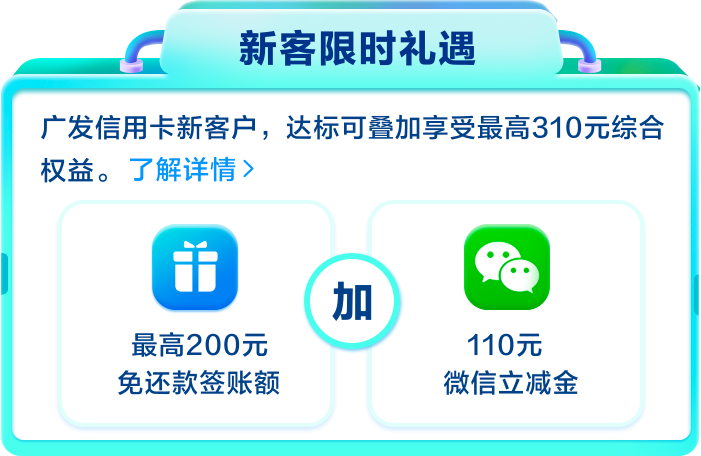 新客限时礼遇
广发信用卡新客户，达标可叠加享受最高310元综合
权益。了解详情>
最高200元
免还款签账额
加
110元
微信立减金